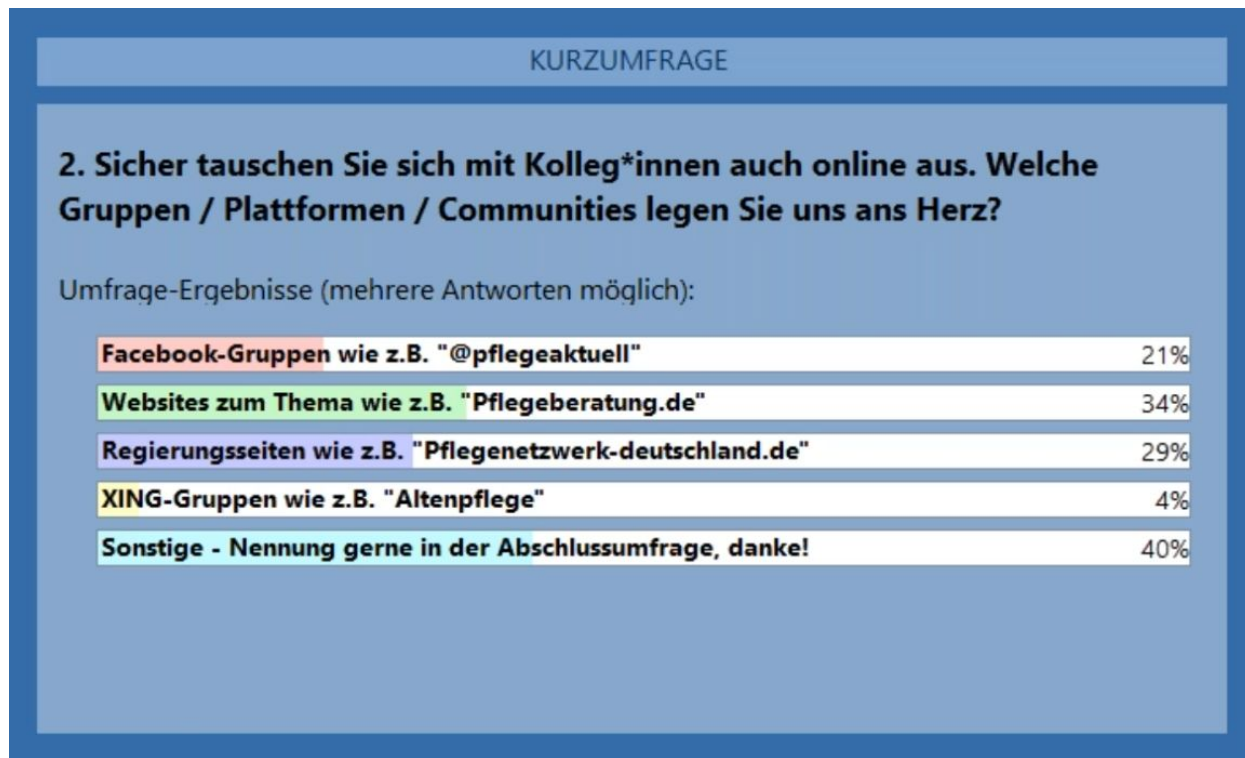 KURZUMFRAGE
2. Sicher tauschen Sie sich mit Kolleg*innen auch online aus. Welche
Gruppen / Plattformen / Communities legen Sie uns ans Herz?
Umfrage-Ergebnisse (mehrere Antworten möglich):
Facebook-Gruppen wie z.B. "@pflegeaktuell" 21%
Websites zum Thema wie z.B. "Pflegeberatung.de" 34%
Regierungsseiten wie z.B. "Pflegenetzwerk-deutschland.de" 29%
XING-Gruppen wie z.B. "Altenpflege" 4%
Sonstige - Nennung gerne in der Abschlussumfrage, danke! 40%